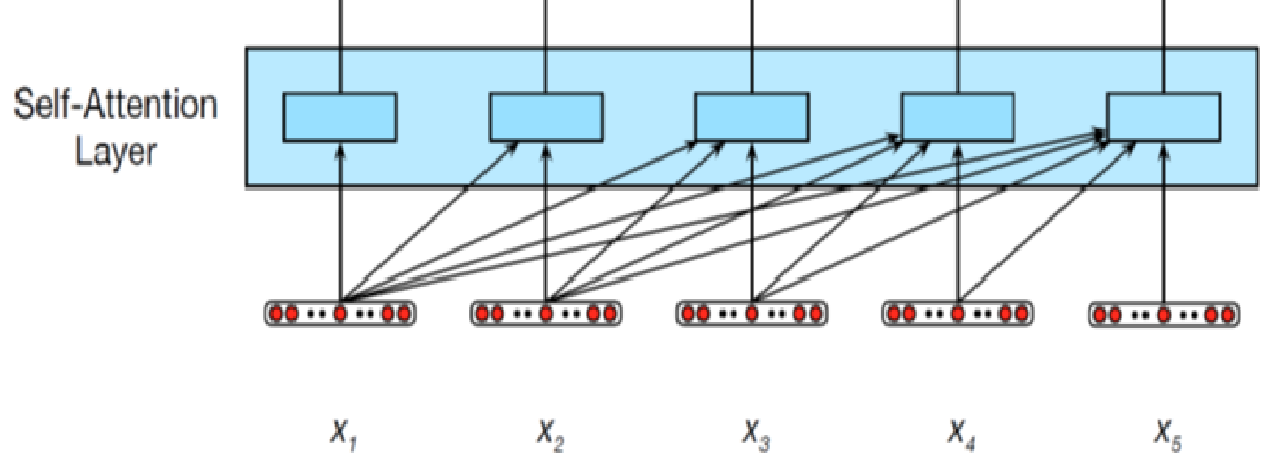 Self-Attention
Layer
x₁ x₂ x₃ x₄ x₅